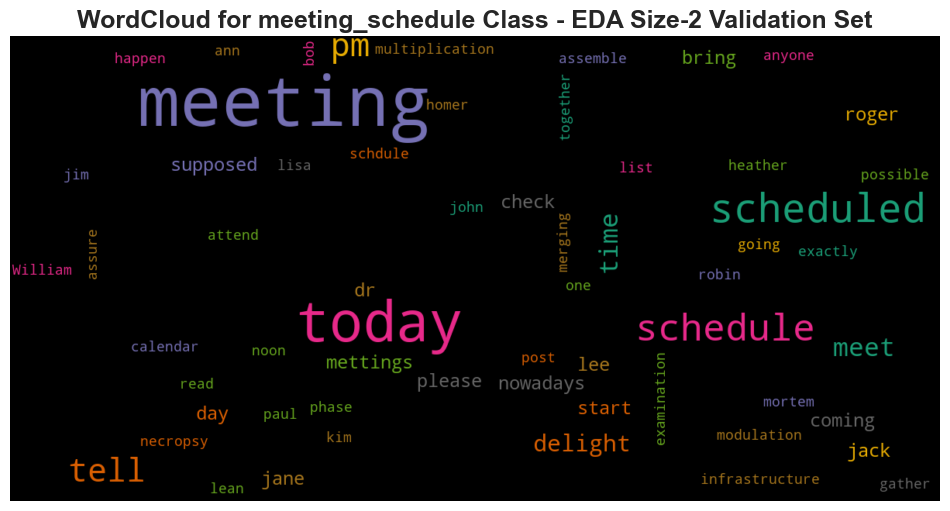 WordCloud for meeting_schedule Class - EDA Size-2 Validation Set
happen
ann
bob
pm
multiplication
assemble
bring
anyone
meeting
homer
together
roger
schdule
jim
supposed
lisa
list
heather
possible
john
check
scheduled
William
assure
attend
merging
time
going
exactly
robin
dr
one
today
schedule
calendar
noon
mettings
post
lee
meet
read
please
nowadays
day
paul
phase
start
examination
mortem
coming
necropsy
kim
delight
modulation
jack
tell
lean
jane
infrastructure
gather